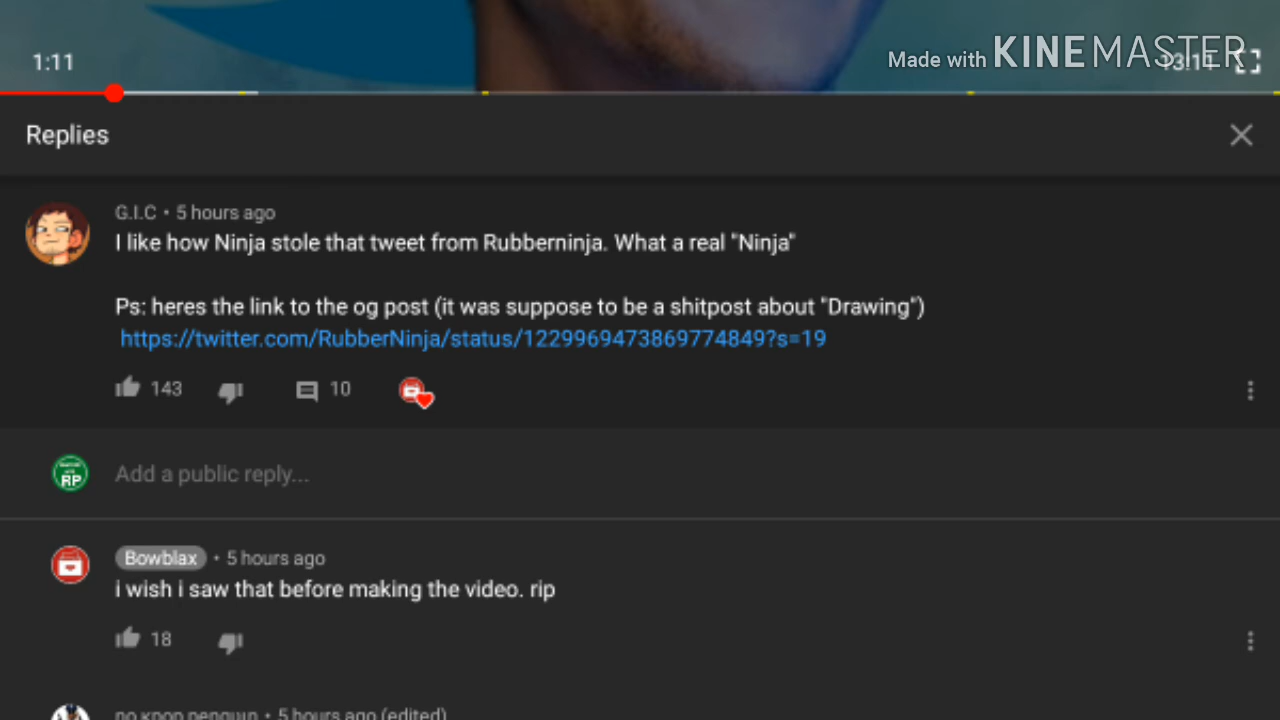 1:11
Made with KINEMASTER
13:11
Replies
G.I.C • 5 hours ago
I like how Ninja stole that tweet from Rubberninja. What a real "Ninja"
Ps: heres the link to the og post (it was suppose to be a shitpost about "Drawing")
https://twitter.com/RubberNinja/status/1229969473869774849?s=19
143
10
RP
Add a public reply...
Bowblax • 5 hours ago
i wish i saw that before making the video. rip
18
no kpop penguin • 5 hours ago (edited)